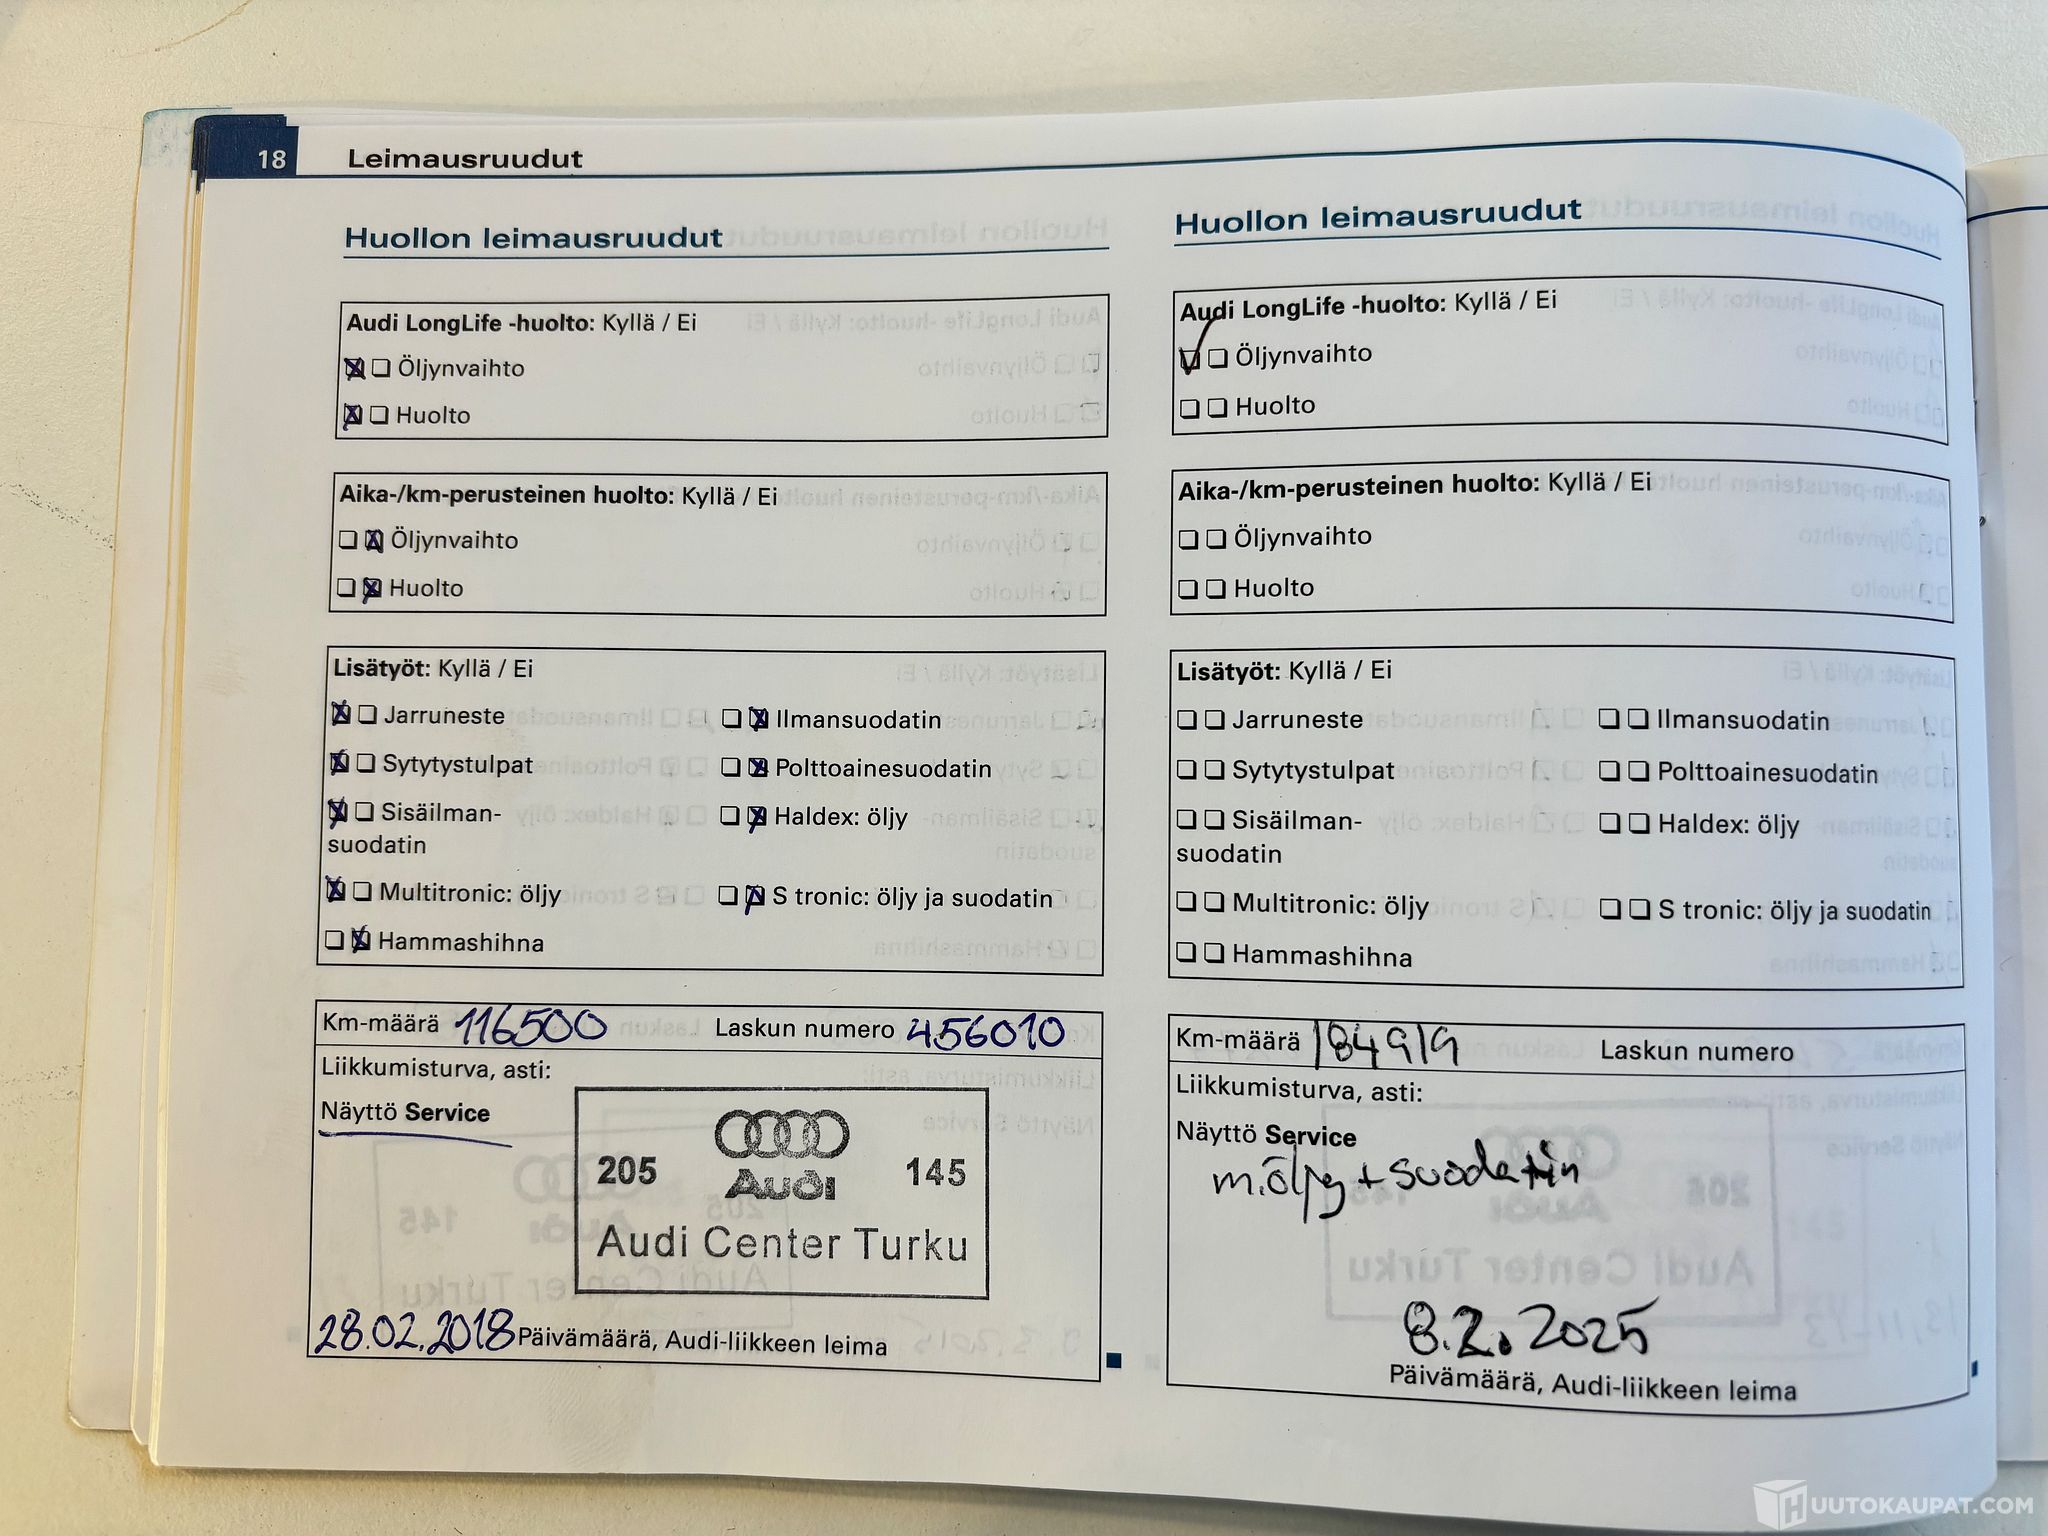 18 Leimausruudut
Huollon leimausruudut
Audi LongLife -huolto: Kyllä / Ei
Öljynvaihto
Huolto
Aika-/km-perusteinen huolto: Kyllä / Ei
Öljynvaihto
Huolto
Lisätyöt: Kyllä / Ei
Jarruneste Ilmansuodatin
Sytytystulpat Polttoainesuodatin
Sisäilman- Haldex: öljy
suodatin
Multitronic: öljy S tronic: öljy ja suodatin
Hammashihna
Km-määrä 116500 Laskun numero 456010
Liikkumisturva, asti:
Näyttö Service
205 Audi 145
Audi Center Turku
28.02.2018 Päivämäärä, Audi-liikkeen leima
Huollon leimausruudut
Audi LongLife -huolto: Kyllä / Ei
Öljynvaihto
Huolto
Aika-/km-perusteinen huolto: Kyllä / Ei
Öljynvaihto
Huolto
Lisätyöt: Kyllä / Ei
Jarruneste Ilmansuodatin
Sytytystulpat Polttoainesuodatin
Sisäilman- Haldex: öljy
suodatin
Multitronic: öljy S tronic: öljy ja suodatin
Hammashihna
Km-määrä 184919 Laskun numero
Liikkumisturva, asti:
Näyttö Service
m.öljy + suodatin
8.2.2025
Päivämäärä, Audi-liikkeen leima
HUUTOKAUPAT.COM